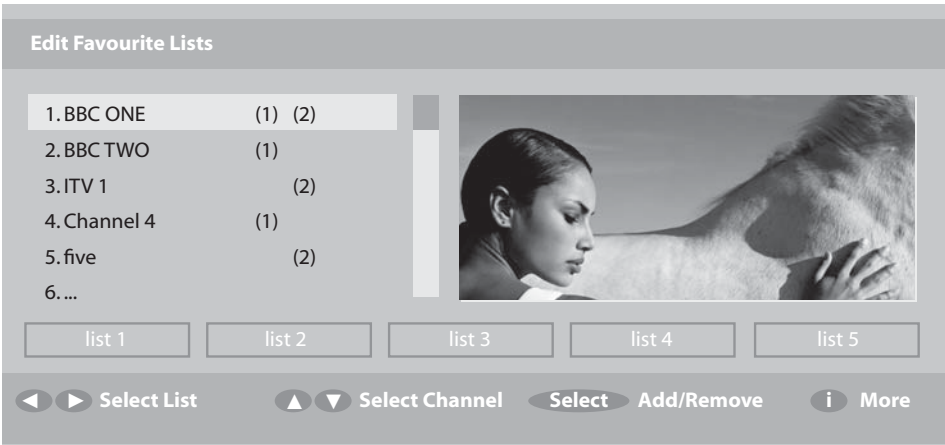 Edit Favourite Lists
1. BBC ONE (1) (2)
2. BBC TWO (1)
3. ITV 1 (2)
4. Channel 4 (1)
5. five (2)
6. ...
list 1 list 2 list 3 list 4 list 5
Select List Select Channel Select Add/Remove i More